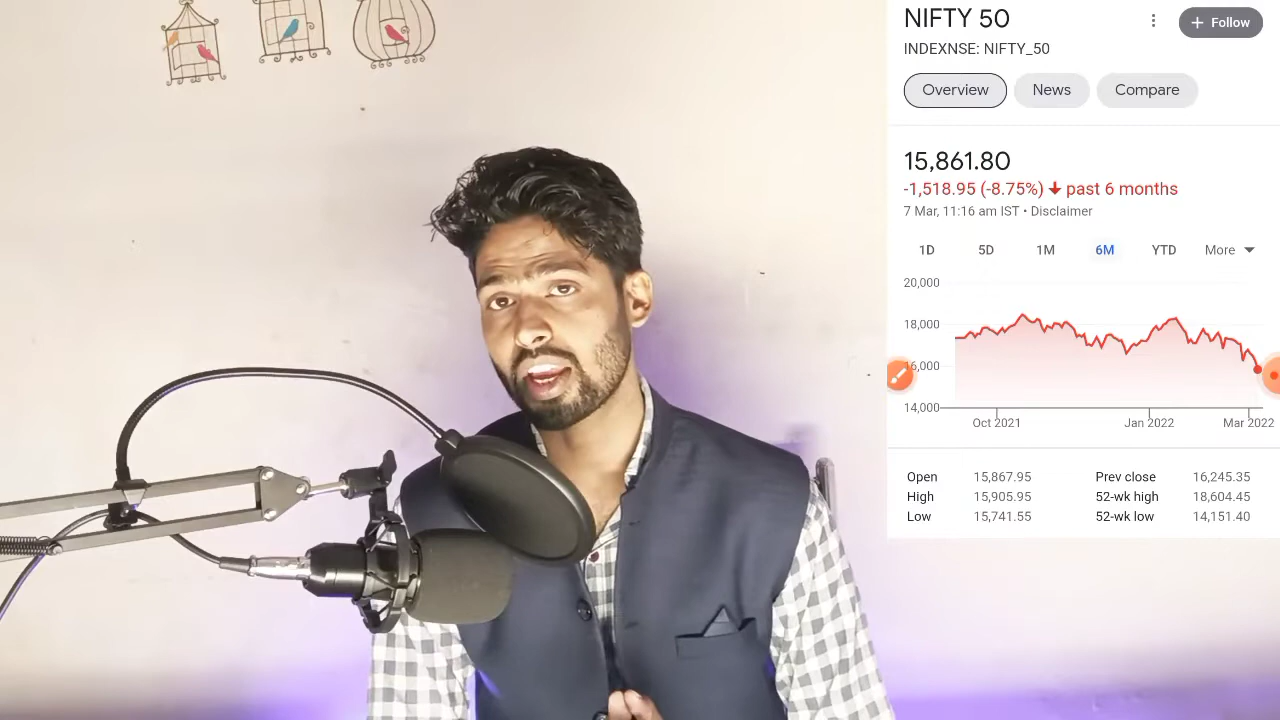 NIFTY 50
+ Follow
INDEXNSE: NIFTY_50
Overview News Compare
15,861.80
-1,518.95 (-8.75%) ↓ past 6 months
7 Mar, 11:16 am IST • Disclaimer
1D 5D 1M 6M YTD More
20,000
18,000
16,000
14,000
Oct 2021 Jan 2022 Mar 2022
Open 15,867.95 Prev close 16,245.35
High 15,905.95 52-wk high 18,604.45
Low 15,741.55 52-wk low 14,151.40